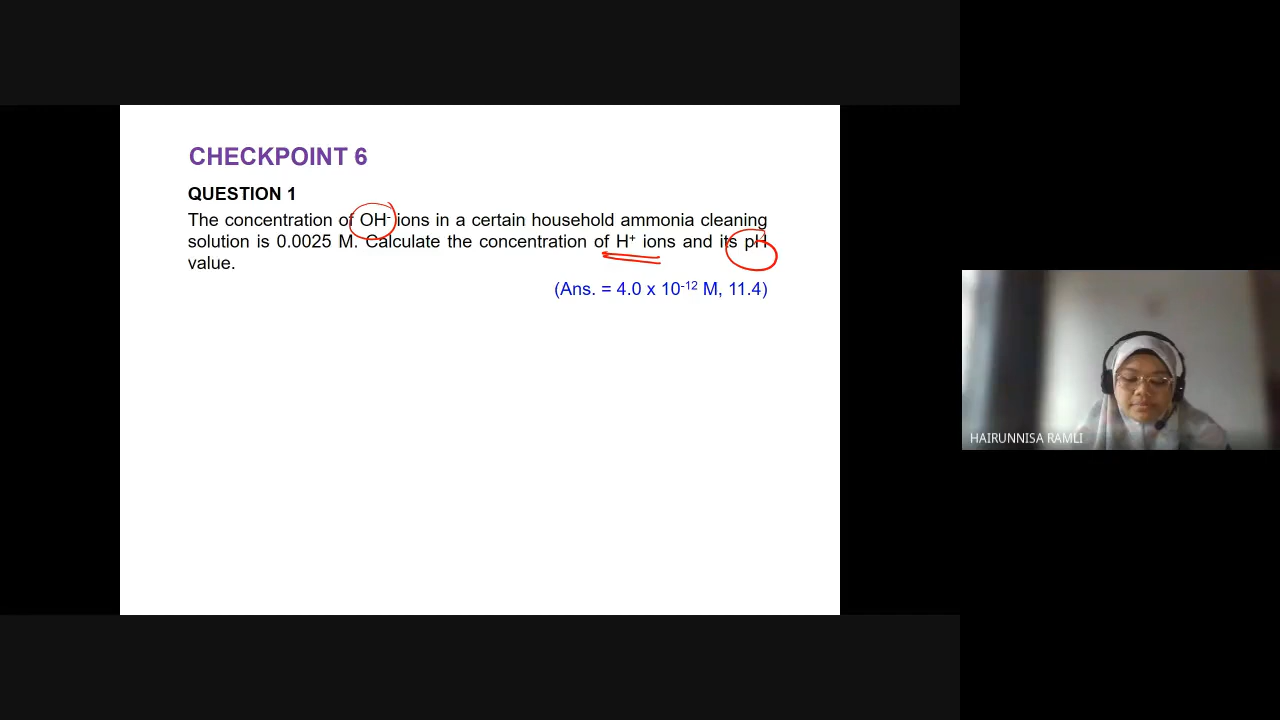 CHECKPOINT 6
QUESTION 1
The concentration of OH⁻ ions in a certain household ammonia cleaning
solution is 0.0025 M. Calculate the concentration of H⁺ ions and its pH
value.
(Ans. = 4.0 x 10⁻¹² M, 11.4)
HAIRUNNISA RAMLI